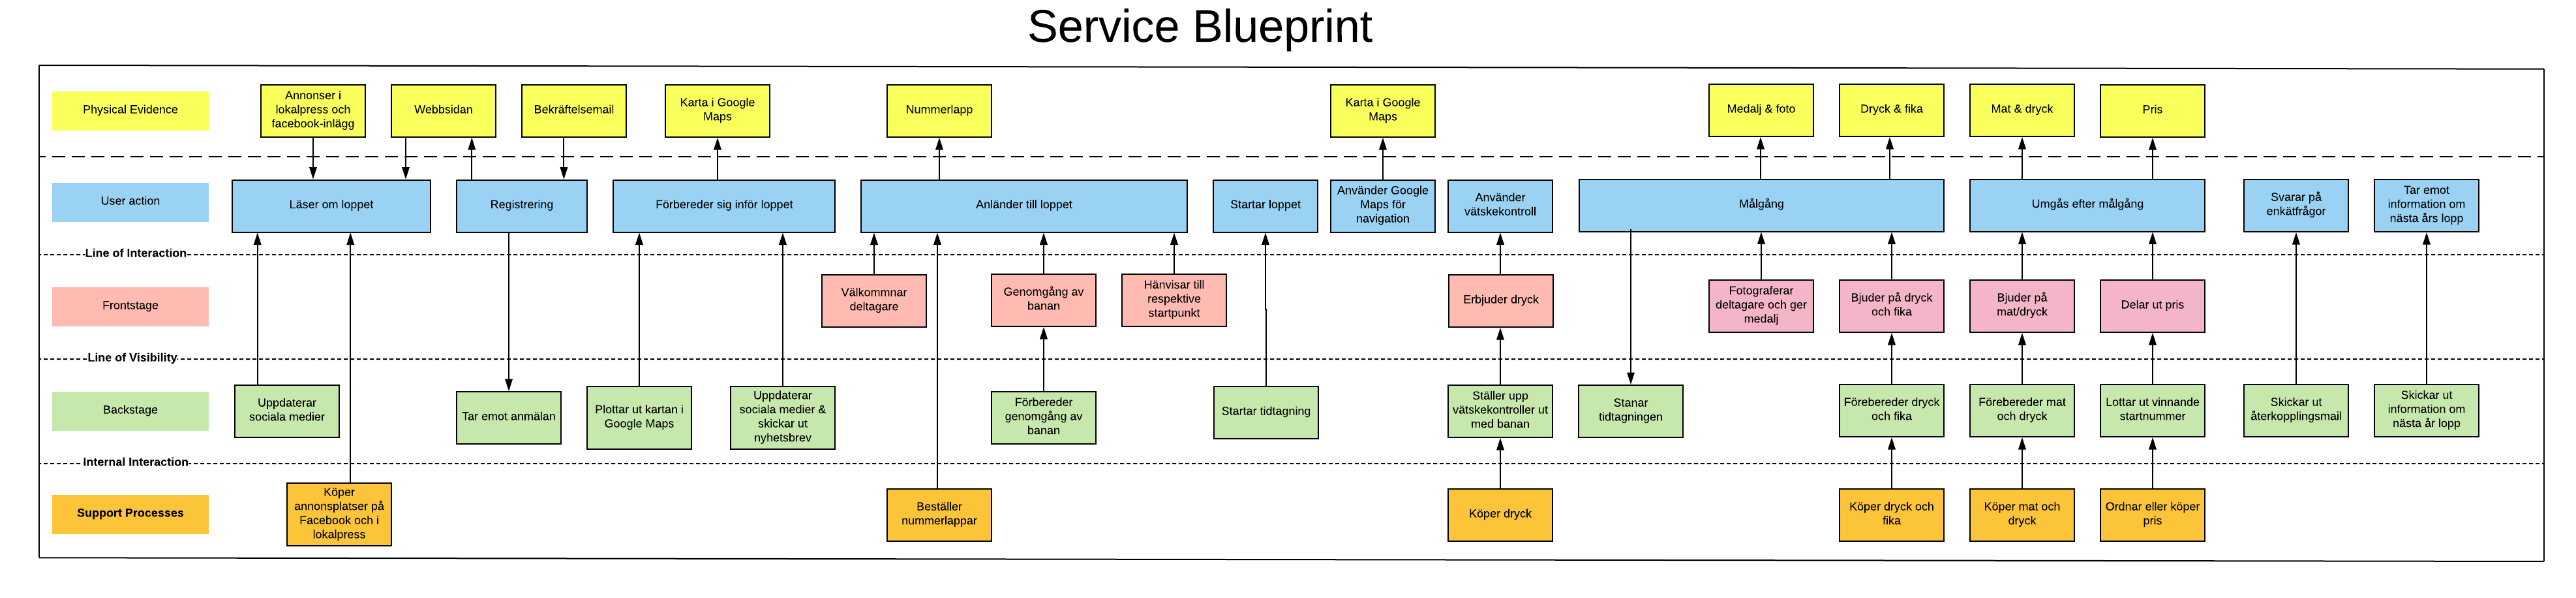 Service Blueprint
Physical Evidence
Annonser i
lokalpress och
facebook-inlägg
Webbsidan
Bekräftelsemail
Karta i Google
Maps
Nummerlapp
Karta i Google
Maps
Medalj & foto
Dryck & fika
Mat & dryck
Pris
User action
Läser om loppet
Registrering
Förbereder sig inför loppet
Anländer till loppet
Startar loppet
Använder Google
Maps för
navigation
Använder
vätskekontroll
Målgång
Umgås efter målgång
Svarar på
enkätfrågor
Tar emot
information om
nästa års lopp
Line of Interaction
Frontstage
Välkommnar
deltagare
Genomgång av
banan
Hänvisar till
respektive
startpunkt
Erbjuder dryck
Fotograferar
deltagare och ger
medalj
Bjuder på dryck
och fika
Bjuder på
mat/dryck
Delar ut pris
Line of Visibility
Backstage
Uppdaterar
sociala medier
Tar emot anmälan
Plottar ut kartan i
Google Maps
Uppdaterar
sociala medier &
skickar ut
nyhetsbrev
Förbereder
genomgång av
banan
Startar tidtagning
Ställer upp
vätskekontroller ut
med banan
Stanar
tidtagningen
Förebereder dryck
och fika
Förebereder mat
och dryck
Lottar ut vinnande
startnummer
Skickar ut
återkopplingsmail
Skickar ut
information om
nästa år lopp
Internal Interaction
Support Processes
Köper
annonsplatser på
Facebook och i
lokalpress
Beställer
nummerlappar
Köper dryck
Köper dryck och
fika
Köper mat och
dryck
Ordnar eller köper
pris